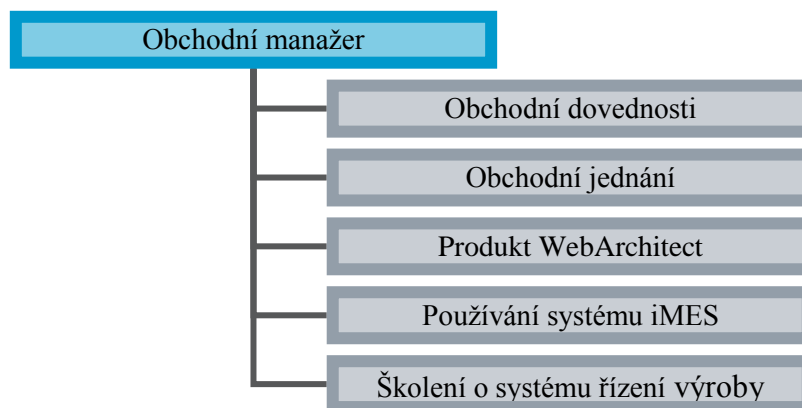 Obchodní manažer
Obchodní dovednosti
Obchodní jednání
Produkt WebArchitect
Používání systému iMES
Školení o systému řízení výroby